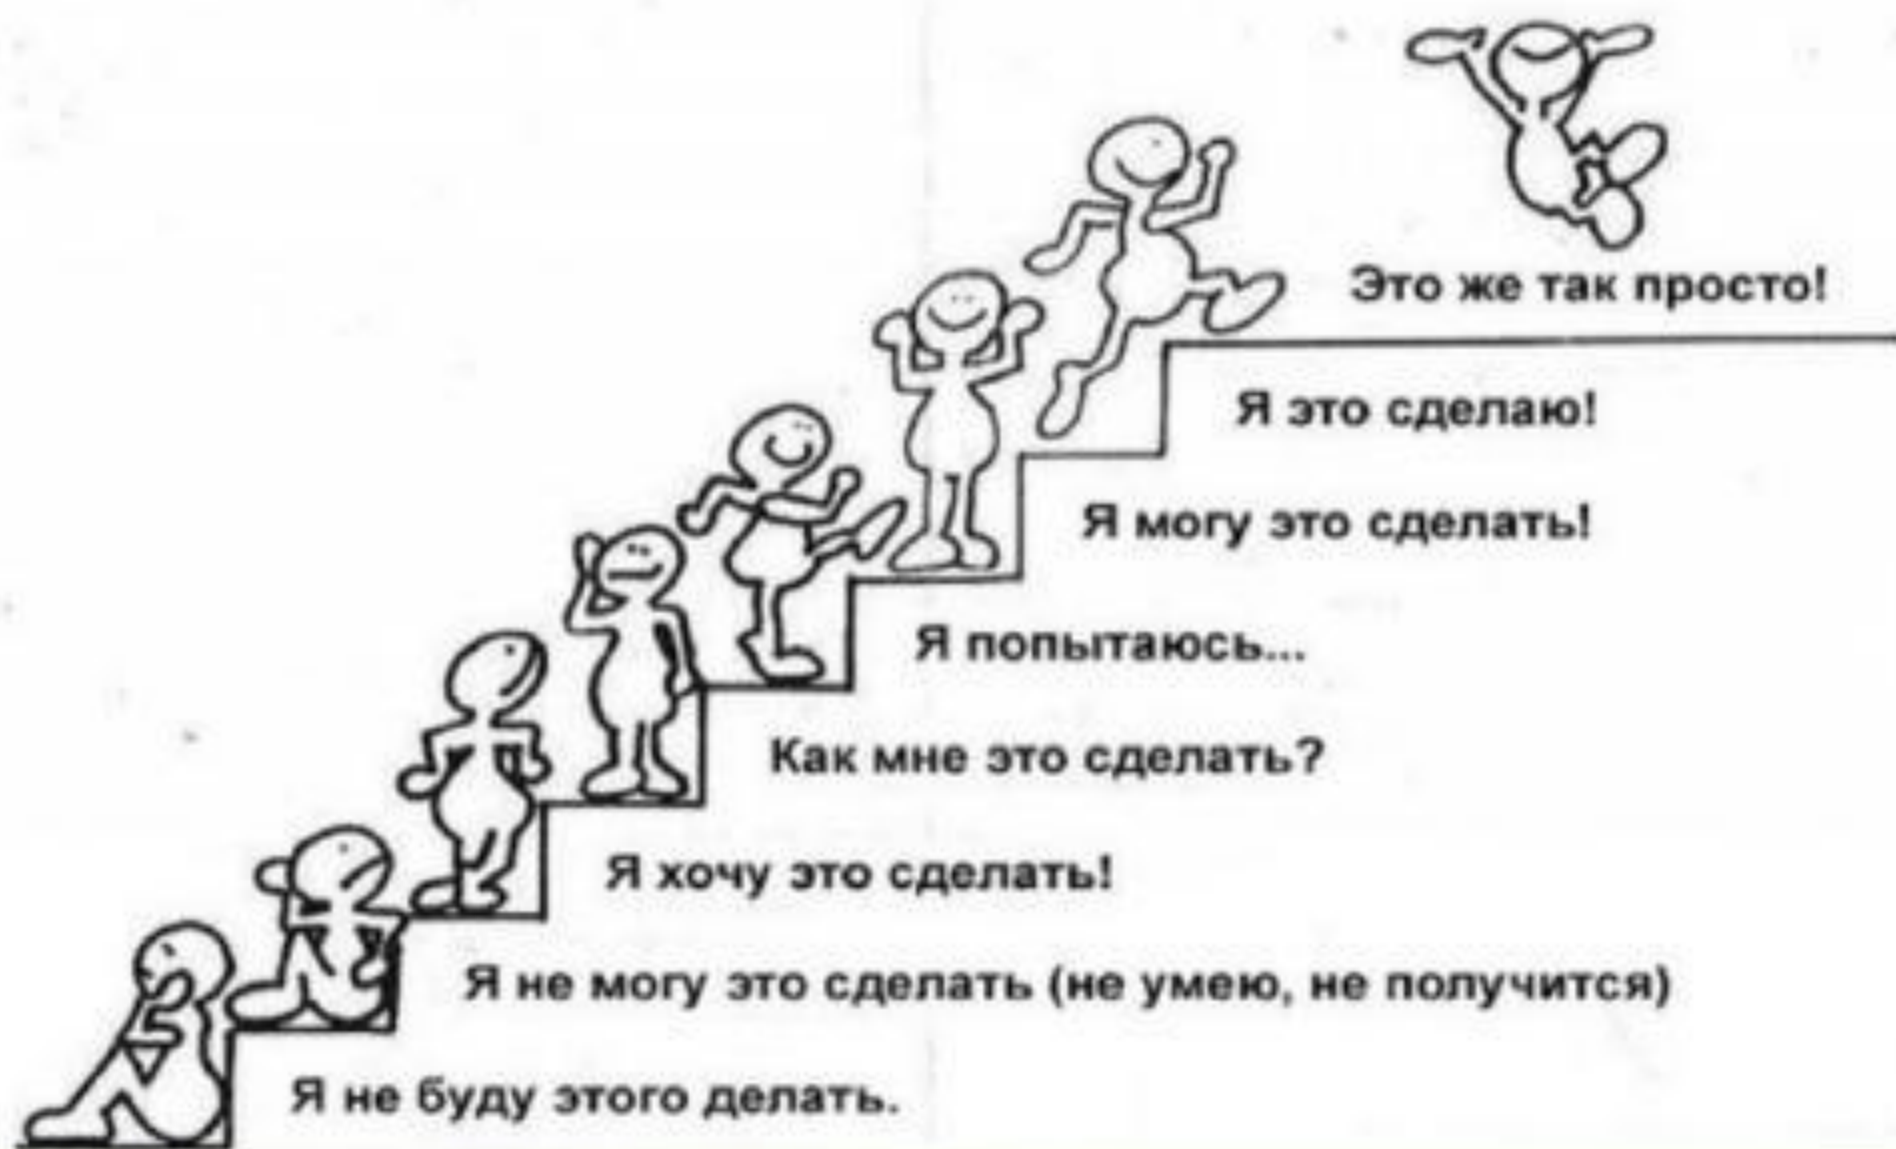 Это же так просто!
Я это сделаю!
Я могу это сделать!
Я попытаюсь...
Как мне это сделать?
Я хочу это сделать!
Я не могу это сделать (не умею, не получится)
Я не буду этого делать.